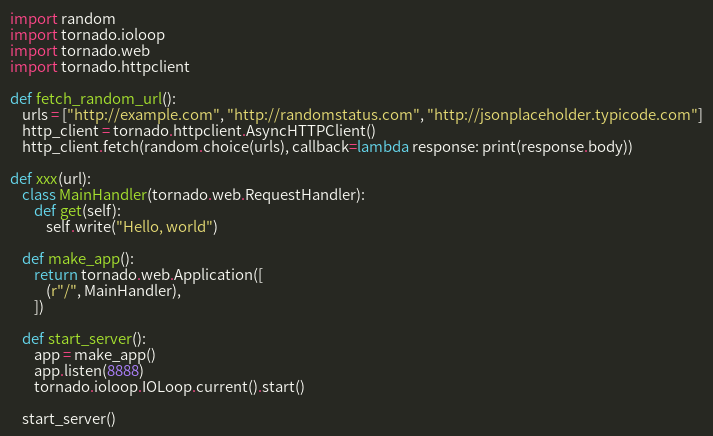 import random
import tornado.ioloop
import tornado.web
import tornado.httpclient

def fetch_random_url():
    urls = ["http://example.com", "http://randomstatus.com", "http://jsonplaceholder.typicode.com"]
    http_client = tornado.httpclient.AsyncHTTPClient()
    http_client.fetch(random.choice(urls), callback=lambda response: print(response.body))

def xxx(url):
    class MainHandler(tornado.web.RequestHandler):
        def get(self):
            self.write("Hello, world")

    def make_app():
        return tornado.web.Application([
            (r"/", MainHandler),
        ])

    def start_server():
        app = make_app()
        app.listen(8888)
        tornado.ioloop.IOLoop.current().start()

    start_server()